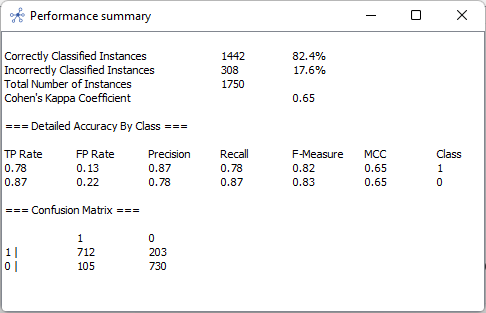 Performance summary
Correctly Classified Instances 1442 82.4%
Incorrectly Classified Instances 308 17.6%
Total Number of Instances 1750
Cohen's Kappa Coefficient 0.65
=== Detailed Accuracy By Class ===
TP Rate FP Rate Precision Recall F-Measure MCC Class
0.78 0.13 0.87 0.78 0.82 0.65 1
0.87 0.22 0.78 0.87 0.83 0.65 0
=== Confusion Matrix ===
1 0
1 | 712 203
0 | 105 730